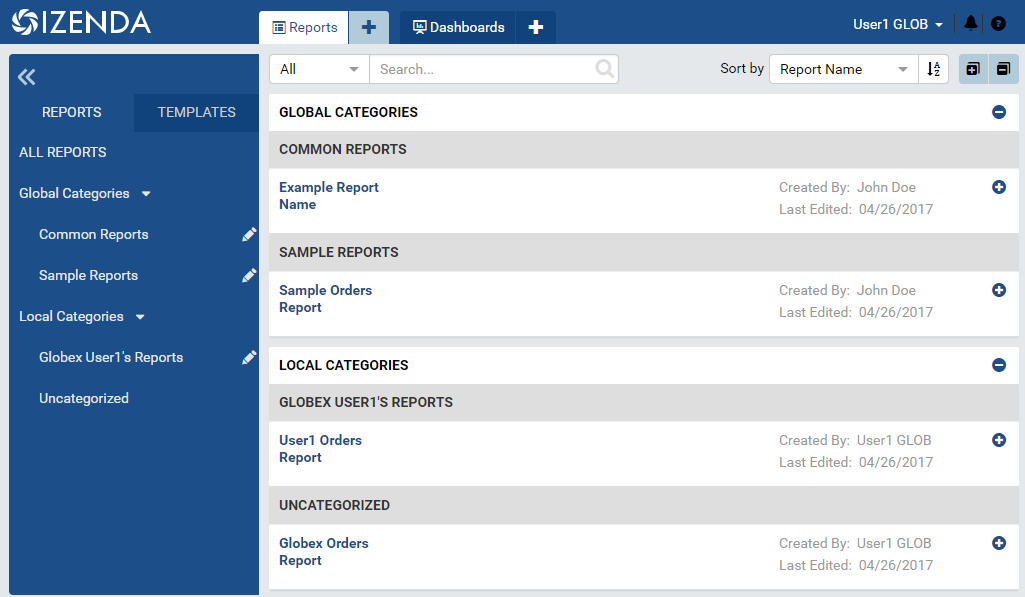 IZENDA
Reports
Dashboards
User1 GLOB
?
All
Search...
Sort by
Report Name
A
Z
REPORTS
TEMPLATES
ALL REPORTS
Global Categories
Common Reports
Sample Reports
Local Categories
Globex User1's Reports
Uncategorized
GLOBAL CATEGORIES
COMMON REPORTS
Example Report
Name
Created By: John Doe
Last Edited: 04/26/2017
SAMPLE REPORTS
Sample Orders
Report
Created By: John Doe
Last Edited: 04/26/2017
LOCAL CATEGORIES
GLOBEX USER1'S REPORTS
User1 Orders
Report
Created By: User1 GLOB
Last Edited: 04/26/2017
UNCATEGORIZED
Globex Orders
Report
Created By: User1 GLOB
Last Edited: 04/26/2017